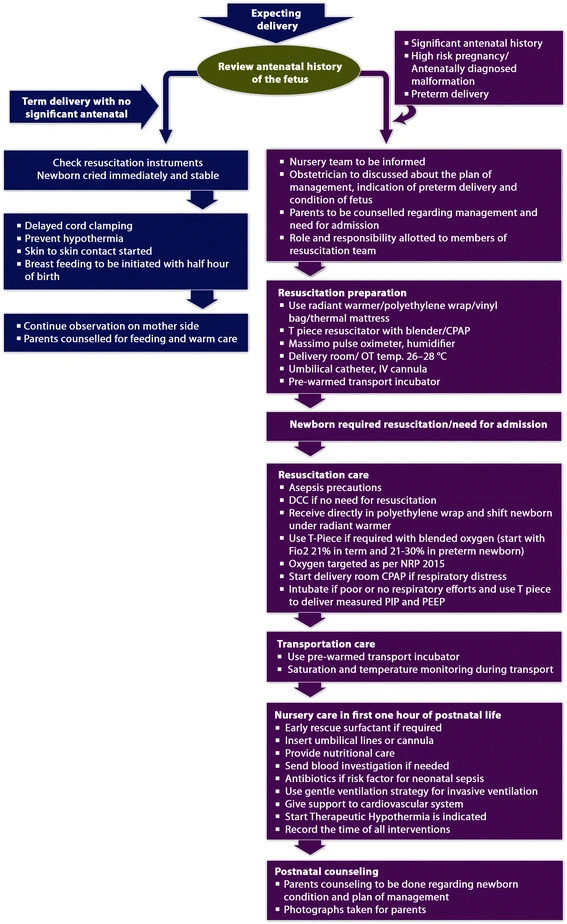 Expecting
delivery
Review antenatal history
of the fetus
▪ Significant antenatal history
▪ High risk pregnancy/
Antenatally diagnosed
malformation
▪ Preterm delivery
Term delivery with no
significant antenatal
Check resuscitation instruments
Newborn cried immediately and stable
▪ Delayed cord clamping
▪ Prevent hypothermia
▪ Skin to skin contact started
▪ Breast feeding to be initiated with half hour
of birth
▪ Continue observation on mother side
▪ Parents counselled for feeding and warm care
▪ Nursery team to be informed
▪ Obstetrician to discussed about the plan of
management, indication of preterm delivery and
condition of fetus
▪ Parents to be counselled regarding management and
need for admission
▪ Role and responsibility allotted to members of
resuscitation team
Resuscitation preparation
▪ Use radiant warmer/polyethylene wrap/vinyl
bag/thermal mattress
▪ T piece resuscitator with blender/CPAP
▪ Massimo pulse oximeter, humidifier
▪ Delivery room/ OT temp. 26–28 °C
▪ Umbilical catheter, IV cannula
▪ Pre-warmed transport incubator
Newborn required resuscitation/need for admission
Resuscitation care
▪ Asepsis precautions
▪ DCC if no need for resuscitation
▪ Receive directly in polyethylene wrap and shift newborn
under radiant warmer
▪ Use T-Piece if required with blended oxygen (start with
Fio2 21% in term and 21-30% in preterm newborn)
▪ Oxygen targeted as per NRP 2015
▪ Start delivery room CPAP if respiratory distress
▪ Intubate if poor or no respiratory efforts and use T piece
to deliver measured PIP and PEEP
Transportation care
▪ Use pre-warmed transport incubator
▪ Saturation and temperature monitoring during transport
Nursery care in first one hour of postnatal life
▪ Early rescue surfactant if required
▪ Insert umbilical lines or cannula
▪ Provide nutritional care
▪ Send blood investigation if needed
▪ Antibiotics if risk factor for neonatal sepsis
▪ Use gentle ventilation strategy for invasive ventilation
▪ Give support to cardiovascular system
▪ Start Therapeutic Hypothermia is indicated
▪ Record the time of all interventions
Postnatal counseling
▪ Parents counseling to be done regarding newborn
condition and plan of management
▪ Photographs taken for parents